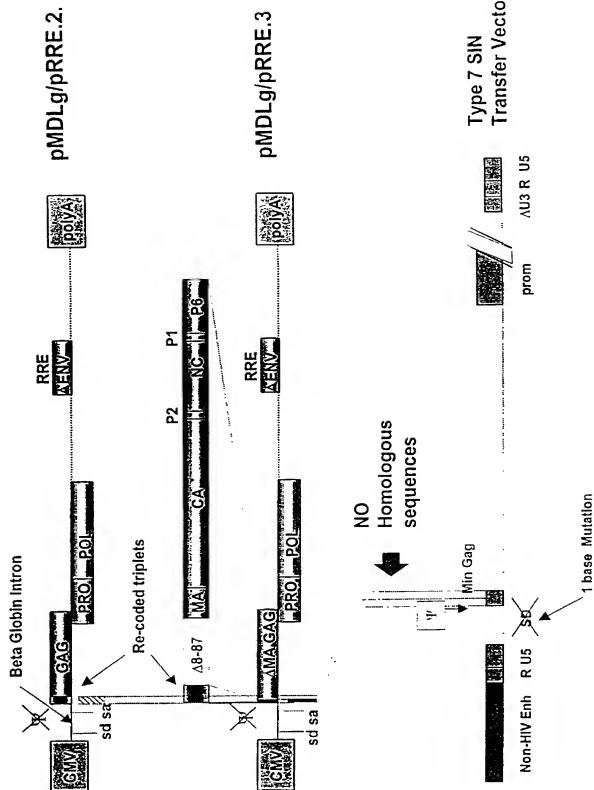 pMDLg/pRRE.2.
Beta Globin Intron
RRE
CMV
Ψ
sd sa
GAG
PRO POL
ΔENV
polyA
Re-coded triplets
P2
P1
Δ8-87
MA
CA
NC
P6
pMDLg/pRRE.3
RRE
CMV
Ψ
sd sa
ΔMA GAG
PRO POL
ΔENV
polyA
NO
Homologous
sequences
Type 7 SIN
Transfer Vecto
Ψ
Min Gag
SD
Non-HIV Enh
R U5
prom
ΛU3 R U5
1 base Mutation